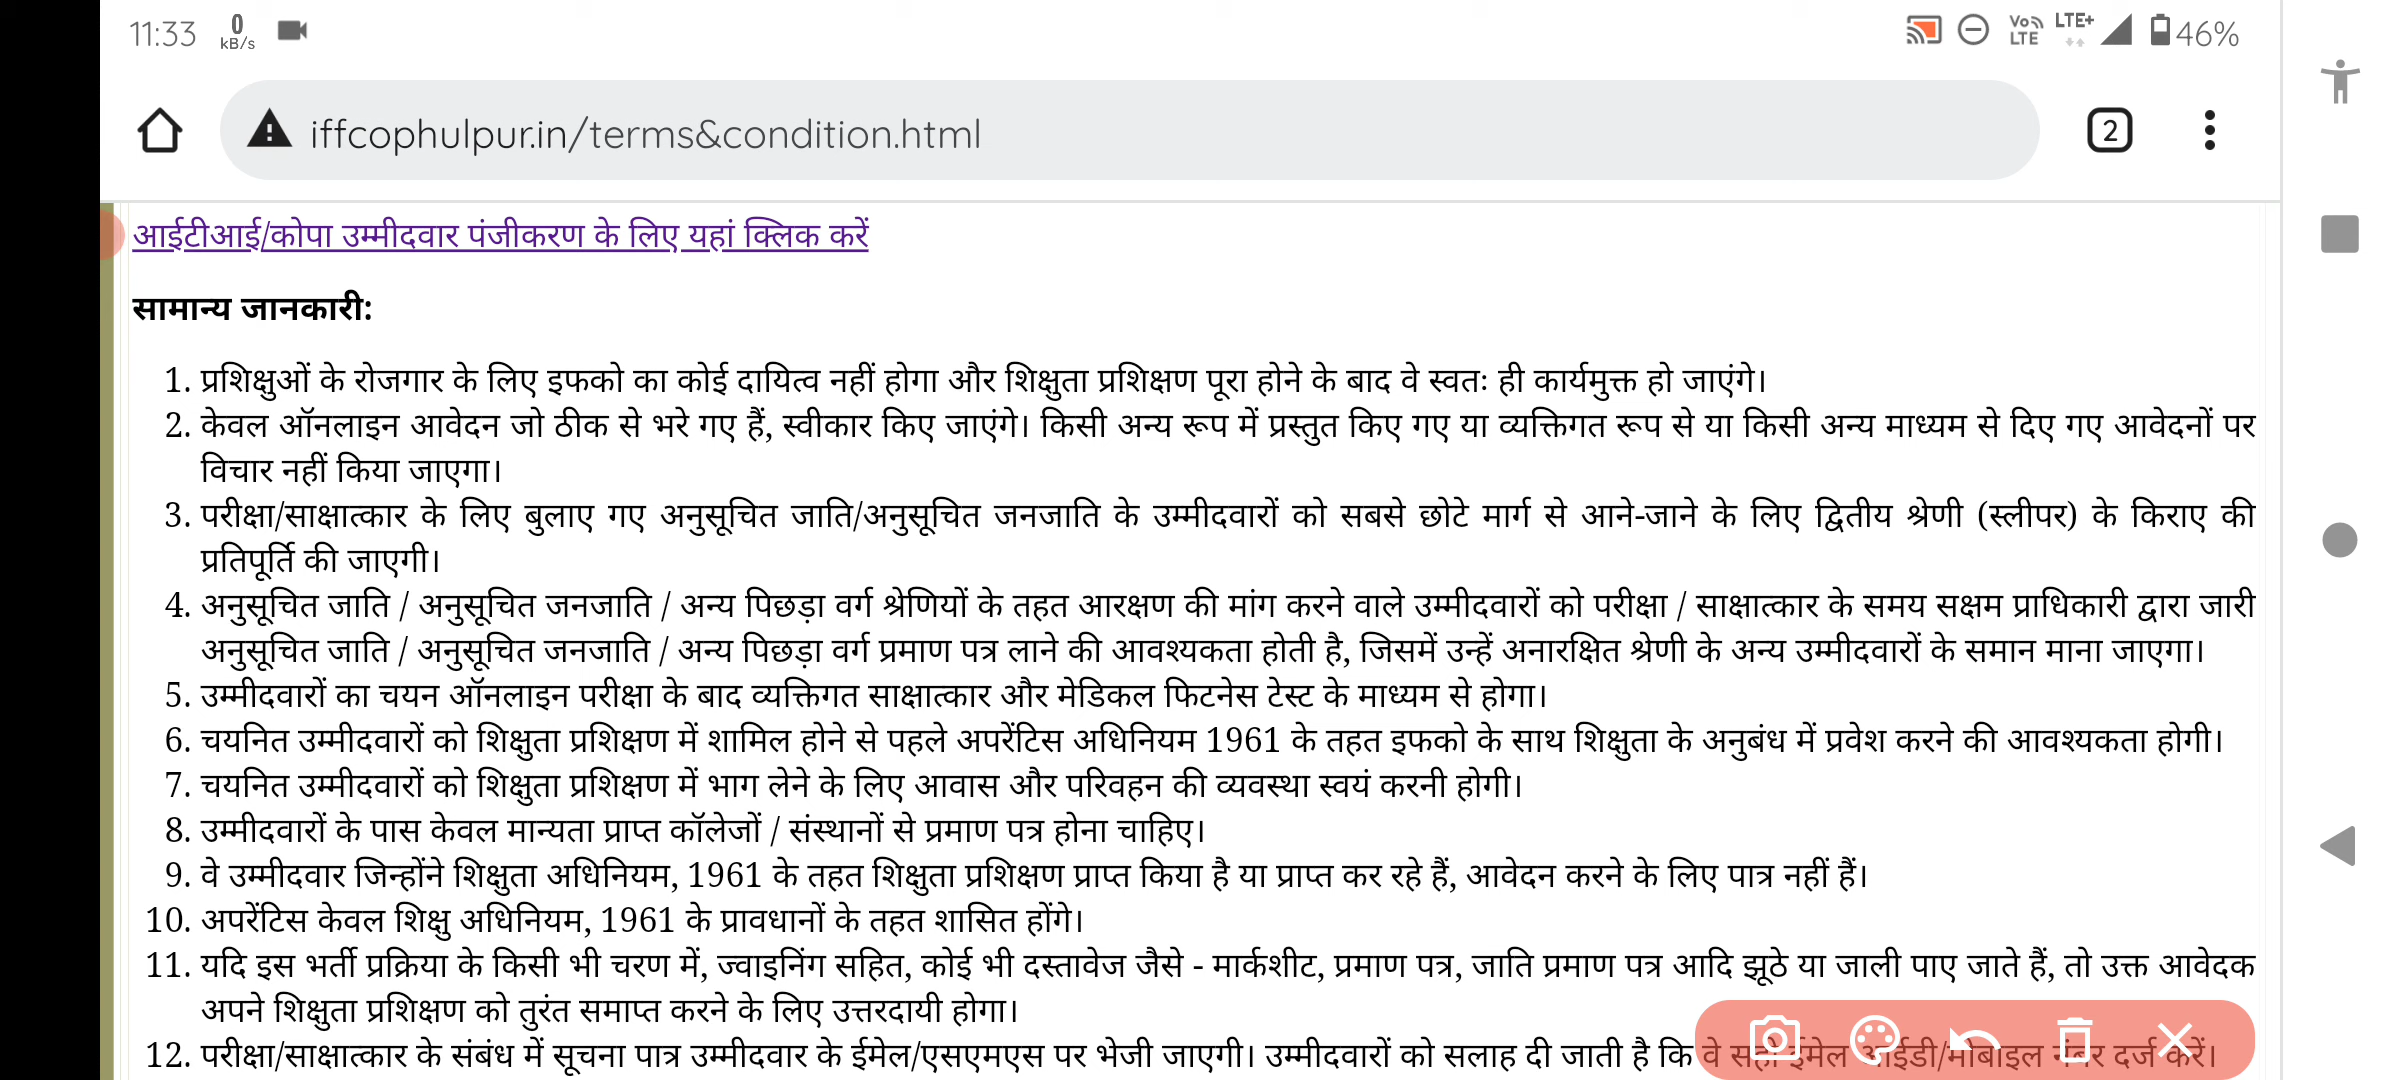 11:33
0
kB/s
Vo
LTE
LTE+
46%
iffcophulpur.in/terms&condition.html
2
आईटीआई/कोपा उम्मीदवार पंजीकरण के लिए यहां क्लिक करें
सामान्य जानकारी:
1. प्रशिक्षुओं के रोजगार के लिए इफको का कोई दायित्व नहीं होगा और शिक्षुता प्रशिक्षण पूरा होने के बाद वे स्वतः ही कार्यमुक्त हो जाएंगे।
2. केवल ऑनलाइन आवेदन जो ठीक से भरे गए हैं, स्वीकार किए जाएंगे। किसी अन्य रूप में प्रस्तुत किए गए या व्यक्तिगत रूप से या किसी अन्य माध्यम से दिए गए आवेदनों पर
विचार नहीं किया जाएगा।
3. परीक्षा/साक्षात्कार के लिए बुलाए गए अनुसूचित जाति/अनुसूचित जनजाति के उम्मीदवारों को सबसे छोटे मार्ग से आने-जाने के लिए द्वितीय श्रेणी (स्लीपर) के किराए की
प्रतिपूर्ति की जाएगी।
4. अनुसूचित जाति / अनुसूचित जनजाति / अन्य पिछड़ा वर्ग श्रेणियों के तहत आरक्षण की मांग करने वाले उम्मीदवारों को परीक्षा / साक्षात्कार के समय सक्षम प्राधिकारी द्वारा जारी
अनुसूचित जाति / अनुसूचित जनजाति / अन्य पिछड़ा वर्ग प्रमाण पत्र लाने की आवश्यकता होती है, जिसमें उन्हें अनारक्षित श्रेणी के अन्य उम्मीदवारों के समान माना जाएगा।
5. उम्मीदवारों का चयन ऑनलाइन परीक्षा के बाद व्यक्तिगत साक्षात्कार और मेडिकल फिटनेस टेस्ट के माध्यम से होगा।
6. चयनित उम्मीदवारों को शिक्षुता प्रशिक्षण में शामिल होने से पहले अपरेंटिस अधिनियम 1961 के तहत इफको के साथ शिक्षुता के अनुबंध में प्रवेश करने की आवश्यकता होगी।
7. चयनित उम्मीदवारों को शिक्षुता प्रशिक्षण में भाग लेने के लिए आवास और परिवहन की व्यवस्था स्वयं करनी होगी।
8. उम्मीदवारों के पास केवल मान्यता प्राप्त कॉलेजों / संस्थानों से प्रमाण पत्र होना चाहिए।
9. वे उम्मीदवार जिन्होंने शिक्षुता अधिनियम, 1961 के तहत शिक्षुता प्रशिक्षण प्राप्त किया है या प्राप्त कर रहे हैं, आवेदन करने के लिए पात्र नहीं हैं।
10. अपरेंटिस केवल शिक्षु अधिनियम, 1961 के प्रावधानों के तहत शासित होंगे।
11. यदि इस भर्ती प्रक्रिया के किसी भी चरण में, ज्वाइनिंग सहित, कोई भी दस्तावेज जैसे - मार्कशीट, प्रमाण पत्र, जाति प्रमाण पत्र आदि झूठे या जाली पाए जाते हैं, तो उक्त आवेदक
अपने शिक्षुता प्रशिक्षण को तुरंत समाप्त करने के लिए उत्तरदायी होगा।
12. परीक्षा/साक्षात्कार के संबंध में सूचना पात्र उम्मीदवार के ईमेल/एसएमएस पर भेजी जाएगी। उम्मीदवारों को सलाह दी जाती है कि वे सही ईमेल आईडी/मोबाइल नंबर दर्ज करें।